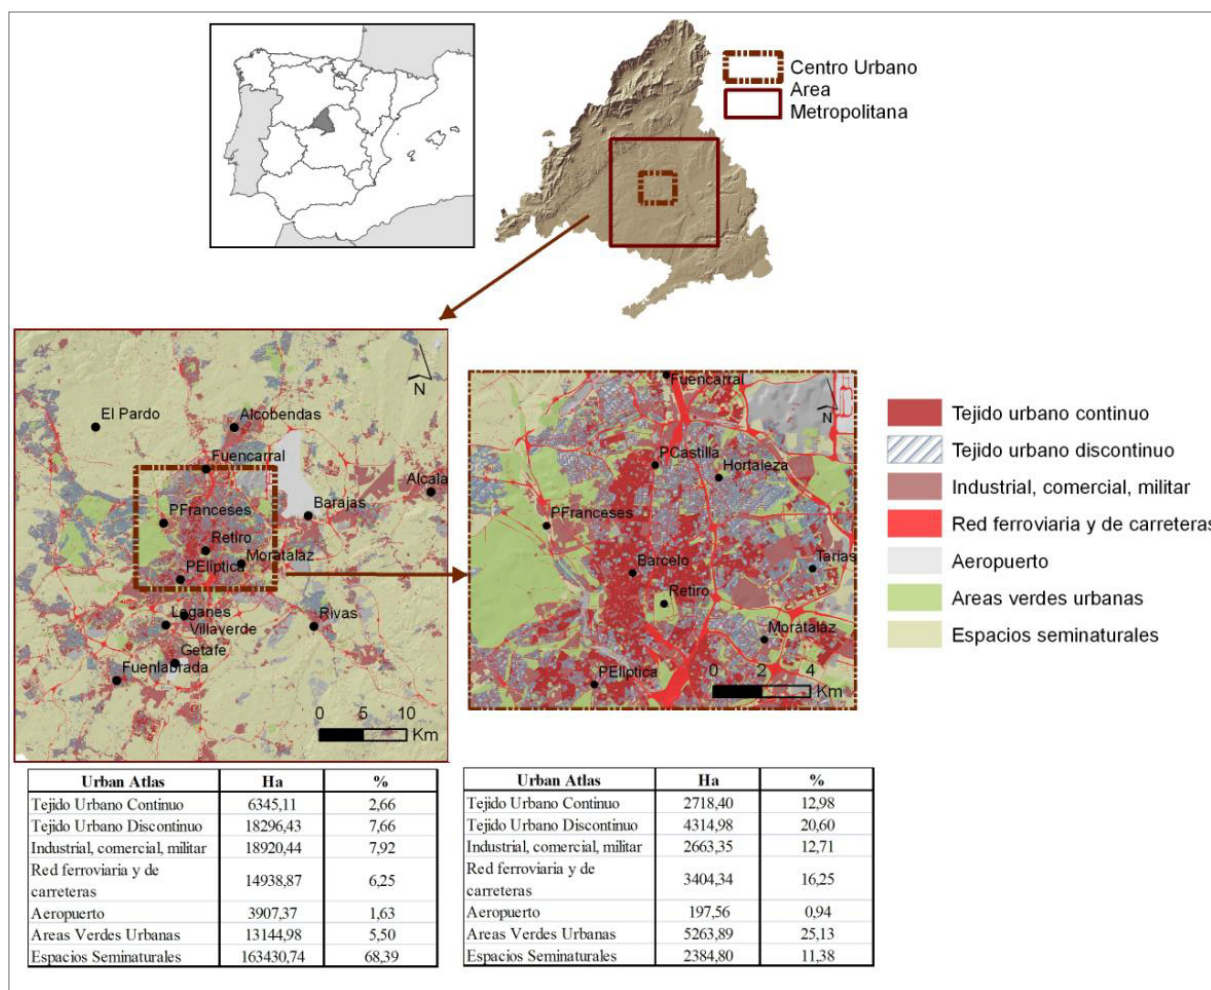 Centro Urbano
Area
Metropolitana
N
El Pardo
Alcobendas
Fuencarral
Alcala
Barajas
PFranceses
Retiro
Moratalaz
PElíptica
Leganes
Villaverde
Rivas
Getafe
Fuenlabrada
0 5 10
Km
Fuencarral
N
PCastilla
Hortaleza
PFranceses
Barcelo
Retiro
Moratalaz
PElíptica
0 2 4
Km
Tejido urbano continuo
Tejido urbano discontinuo
Industrial, comercial, militar
Red ferroviaria y de carreteras
Aeropuerto
Areas verdes urbanas
Espacios seminaturales
Urban Atlas Ha %
Tejido Urbano Continuo 6345,11 2,66
Tejido Urbano Discontinuo 18296,43 7,66
Industrial, comercial, militar 18920,44 7,92
Red ferroviaria y de
carreteras 14938,87 6,25
Aeropuerto 3907,37 1,63
Areas Verdes Urbanas 13144,98 5,50
Espacios Seminaturales 163430,74 68,39
Urban Atlas Ha %
Tejido Urbano Continuo 2718,40 12,98
Tejido Urbano Discontinuo 4314,98 20,60
Industrial, comercial, militar 2663,35 12,71
Red ferroviaria y de
carreteras 3404,34 16,25
Aeropuerto 197,56 0,94
Areas Verdes Urbanas 5263,89 25,13
Espacios Seminaturales 2384,80 11,38